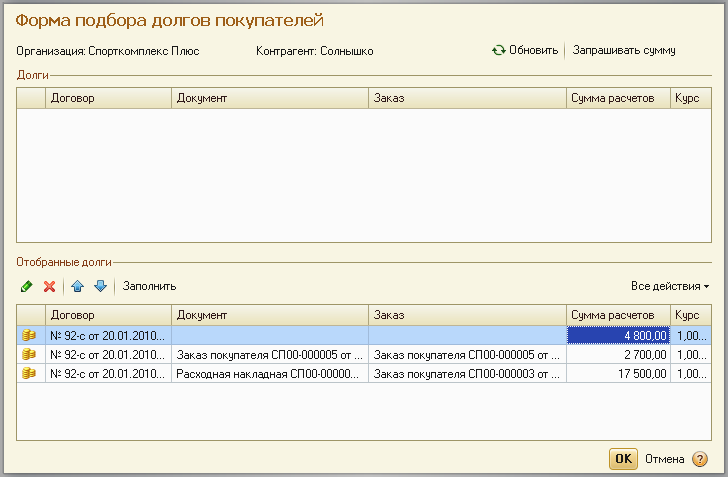 Форма подбора долгов покупателей
Организация: Спорткомплекс Плюс Контрагент: Солнышко Обновить Запрашивать сумму
Долги
Договор Документ Заказ Сумма расчетов Курс
Отобранные долги
Заполнить Все действия
Договор Документ Заказ Сумма расчетов Курс
№ 92-с от 20.01.2010... 4 800,00 1,00...
№ 92-с от 20.01.2010... Заказ покупателя СП00-000005 от ... Заказ покупателя СП00-000005 от ... 2 700,00 1,00...
№ 92-с от 20.01.2010... Расходная накладная СП00-00000... Заказ покупателя СП00-000003 от ... 17 500,00 1,00...
OK Отмена ?